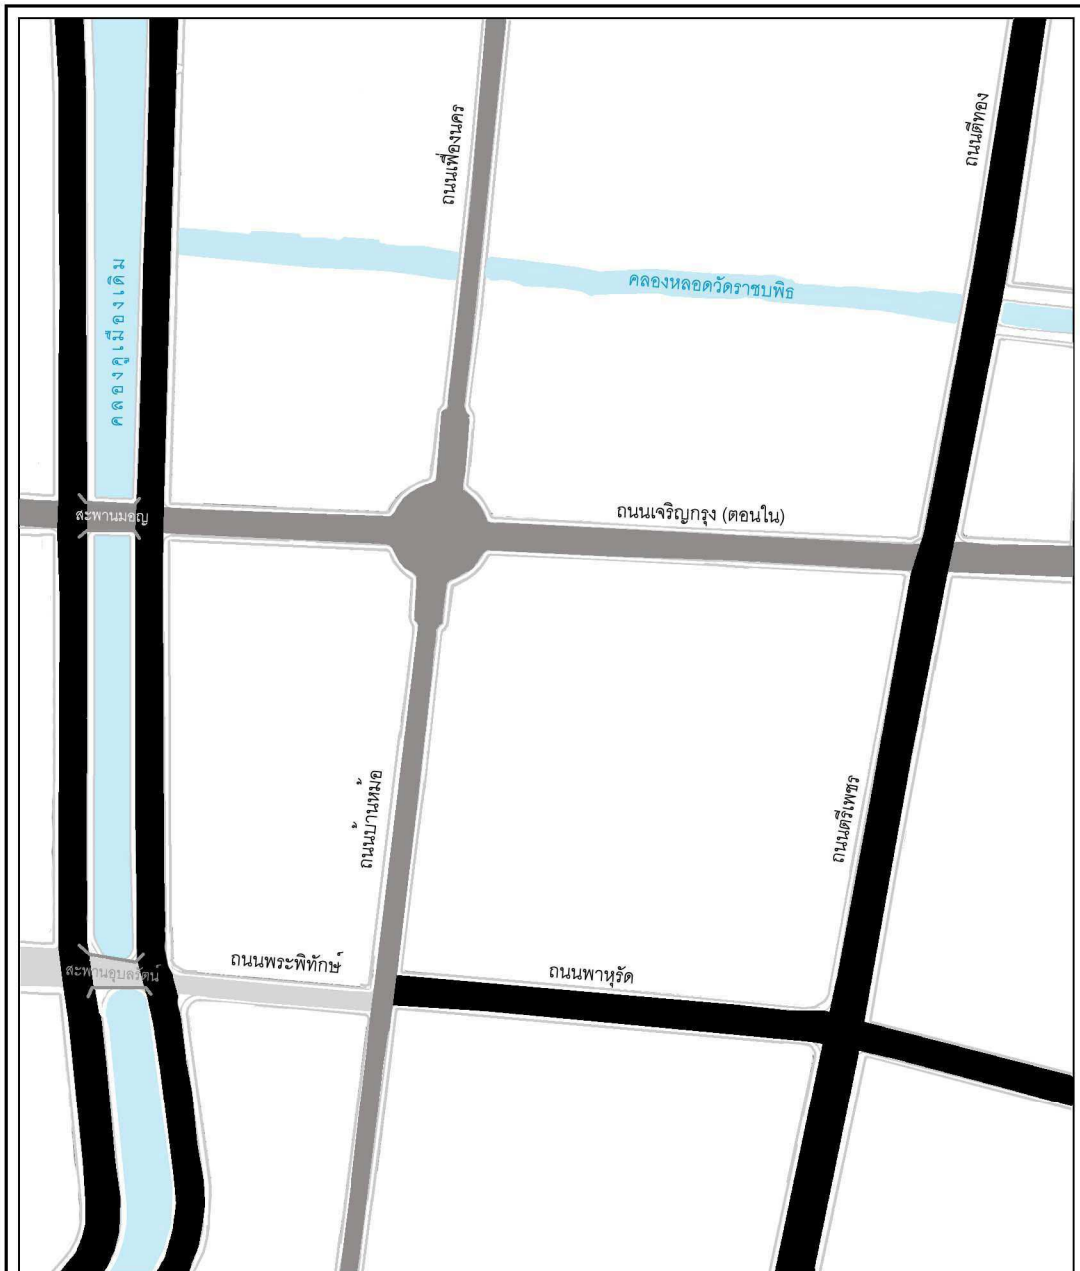 ถนนเฟื่องนคร
ถนนตีทอง
คลองคูเมืองเดิม
คลองหลอดวัดราชบพิธ
สะพานมอญ
ถนนเจริญกรุง (ตอนใน)
ถนนบ้านหม้อ
ถนนตรีเพชร
สะพานอุบลรัตน์
ถนนพระพิทักษ์
ถนนพาหุรัด